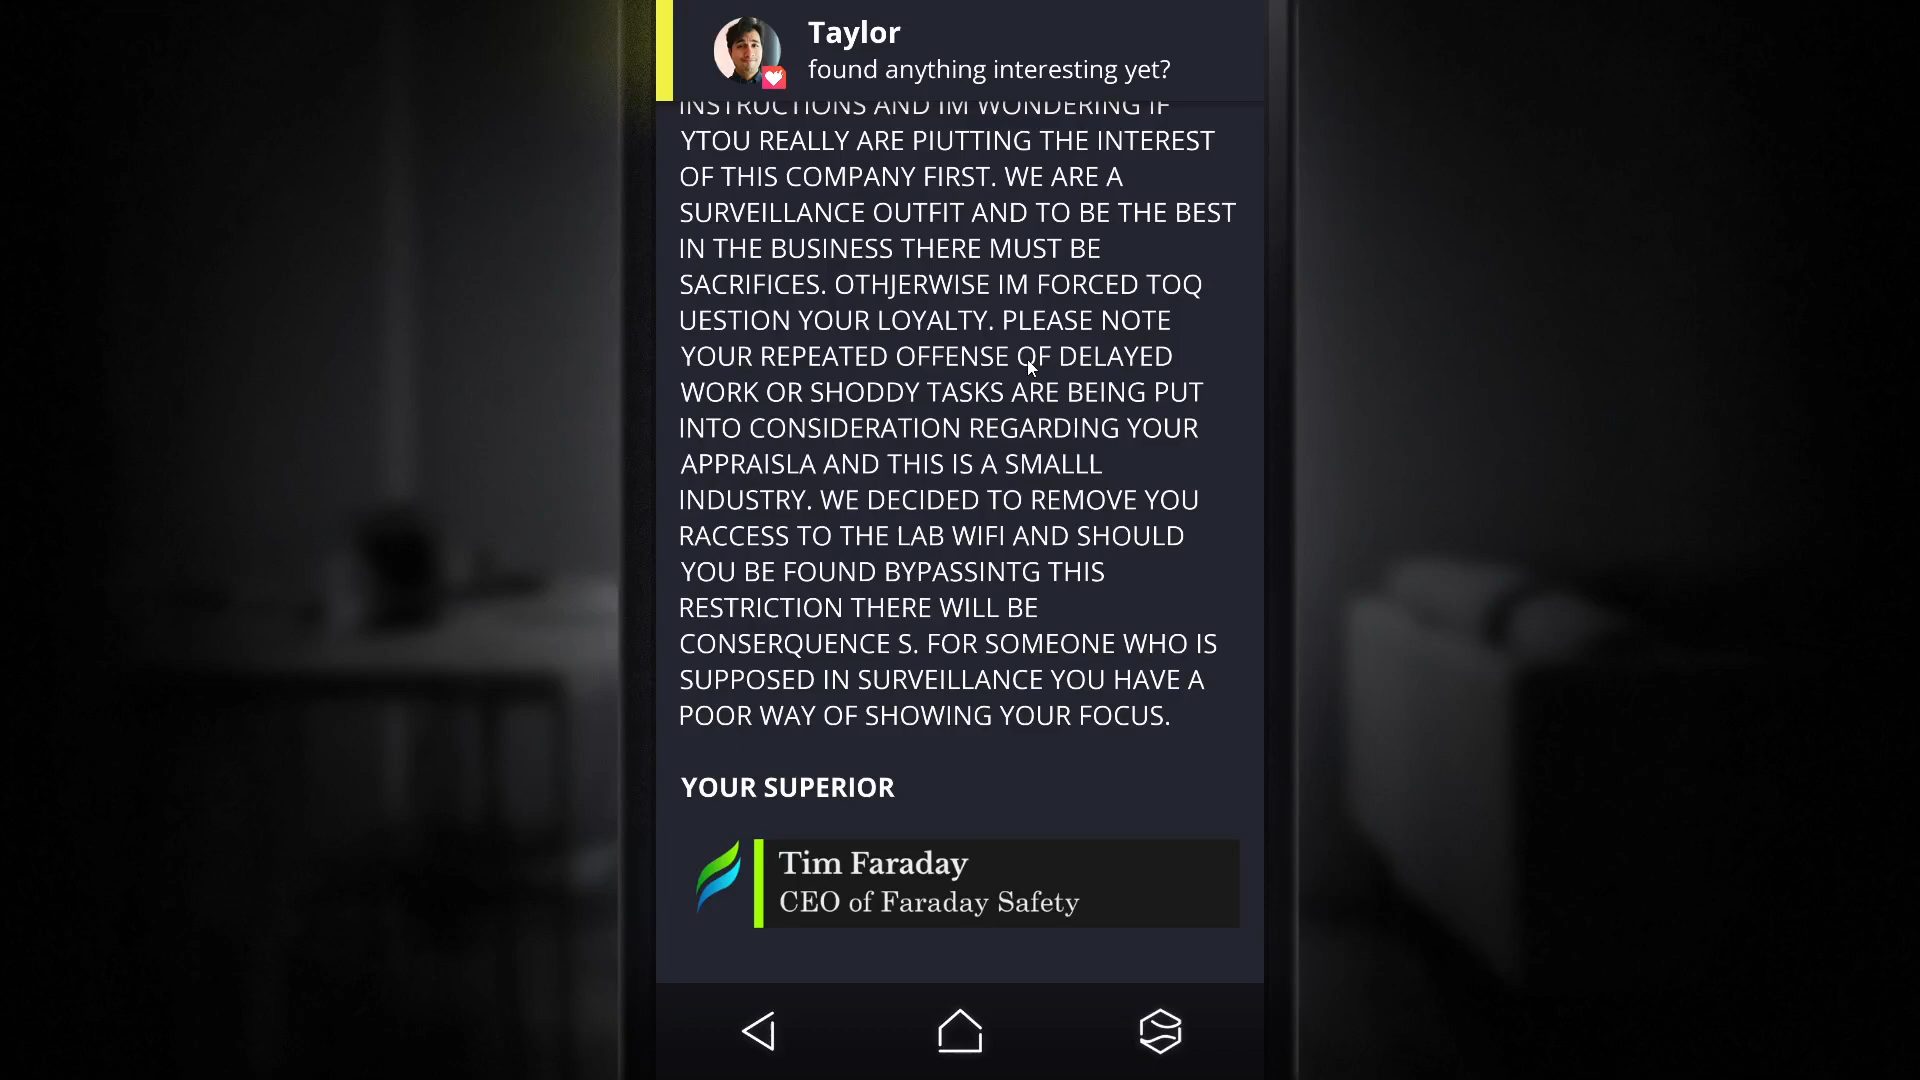 Taylor
found anything interesting yet?
INSTRUCTIONS AND IM WONDERING IF
YTOU REALLY ARE PIUTTING THE INTEREST
OF THIS COMPANY FIRST. WE ARE A
SURVEILLANCE OUTFIT AND TO BE THE BEST
IN THE BUSINESS THERE MUST BE
SACRIFICES. OTHJERWISE IM FORCED TOQ
UESTION YOUR LOYALTY. PLEASE NOTE
YOUR REPEATED OFFENSE OF DELAYED
WORK OR SHODDY TASKS ARE BEING PUT
INTO CONSIDERATION REGARDING YOUR
APPRAISLA AND THIS IS A SMALLL
INDUSTRY. WE DECIDED TO REMOVE YOU
RACCESS TO THE LAB WIFI AND SHOULD
YOU BE FOUND BYPASSINTG THIS
RESTRICTION THERE WILL BE
CONSERQUENCE S. FOR SOMEONE WHO IS
SUPPOSED IN SURVEILLANCE YOU HAVE A
POOR WAY OF SHOWING YOUR FOCUS.
YOUR SUPERIOR
Tim Faraday
CEO of Faraday Safety